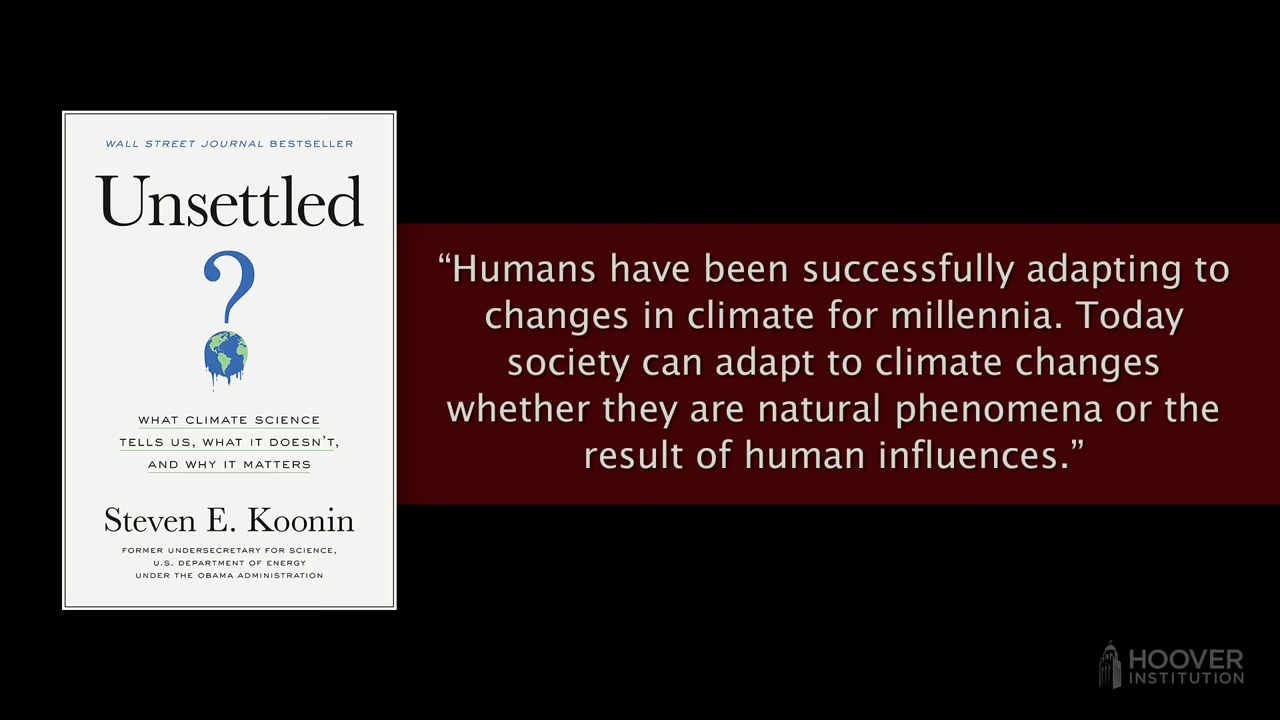 WALL STREET JOURNAL BESTSELLER
Unsettled
?
WHAT CLIMATE SCIENCE
TELLS US, WHAT IT DOESN'T,
AND WHY IT MATTERS
Steven E. Koonin
FORMER UNDERSECRETARY FOR SCIENCE,
U.S. DEPARTMENT OF ENERGY
UNDER THE OBAMA ADMINISTRATION
“Humans have been successfully adapting to
changes in climate for millennia. Today
society can adapt to climate changes
whether they are natural phenomena or the
result of human influences.”
HOOVER
INSTITUTION